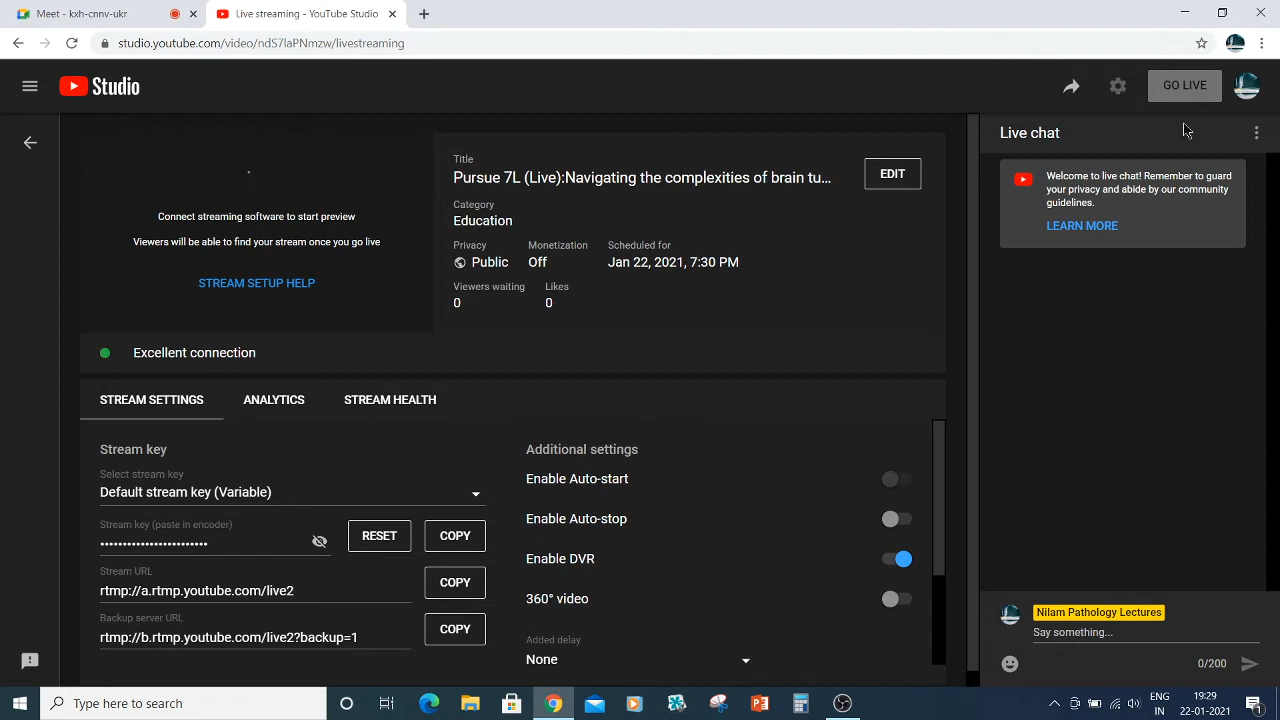 Meet - kxh-cnnv-ukr
Live streaming - YouTube Studio
studio.youtube.com/video/ndS7laPNmzw/livestreaming
Studio
GO LIVE
Connect streaming software to start preview
Viewers will be able to find your stream once you go live
STREAM SETUP HELP
Title
Pursue 7L (Live):Navigating the complexities of brain tu...
EDIT
Category
Education
Privacy
Monetization
Scheduled for
Public
Off
Jan 22, 2021, 7:30 PM
Viewers waiting
Likes
0
0
Excellent connection
STREAM SETTINGS
ANALYTICS
STREAM HEALTH
Stream key
Select stream key
Default stream key (Variable)
Stream key (paste in encoder)
••••••••••••••••••••••••
RESET
COPY
Stream URL
rtmp://a.rtmp.youtube.com/live2
COPY
Backup server URL
rtmp://b.rtmp.youtube.com/live2?backup=1
COPY
Additional settings
Enable Auto-start
Enable Auto-stop
Enable DVR
360° video
Added delay
None
Live chat
Welcome to live chat! Remember to guard
your privacy and abide by our community
guidelines.
LEARN MORE
Nilam Pathology Lectures
Say something...
0/200
Type here to search
ENG
IN
19:29
22-01-2021